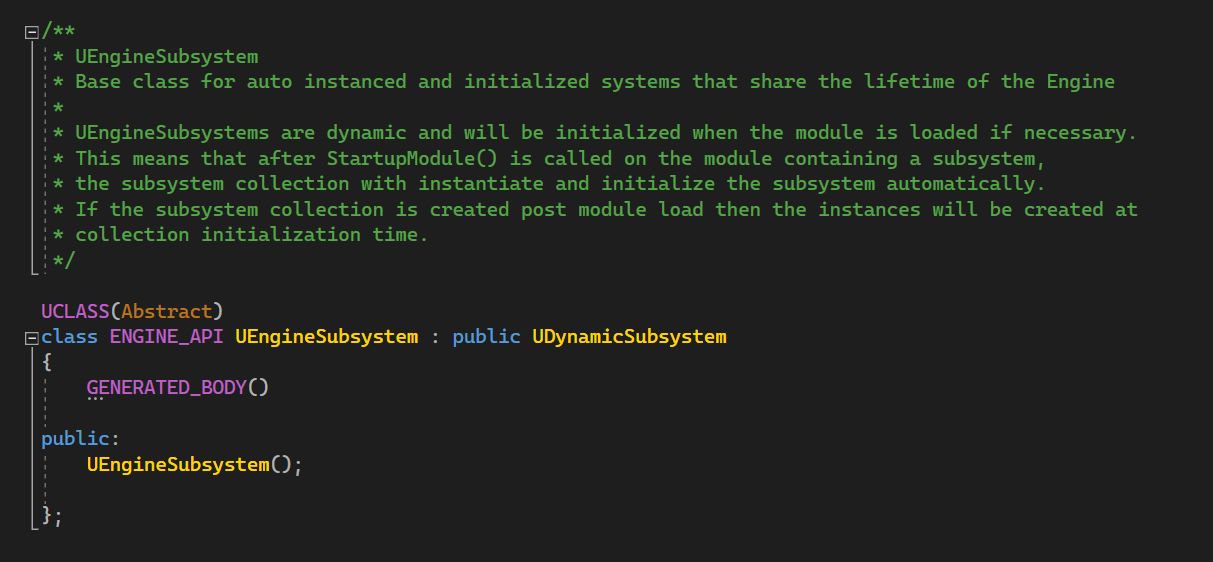 /**
* UEngineSubsystem
* Base class for auto instanced and initialized systems that share the lifetime of the Engine
*
* UEngineSubsystems are dynamic and will be initialized when the module is loaded if necessary.
* This means that after StartupModule() is called on the module containing a subsystem,
* the subsystem collection with instantiate and initialize the subsystem automatically.
* If the subsystem collection is created post module load then the instances will be created at
* collection initialization time.
*/
UCLASS(Abstract)
class ENGINE_API UEngineSubsystem : public UDynamicSubsystem
{
GENERATED_BODY()
public:
UEngineSubsystem();
};